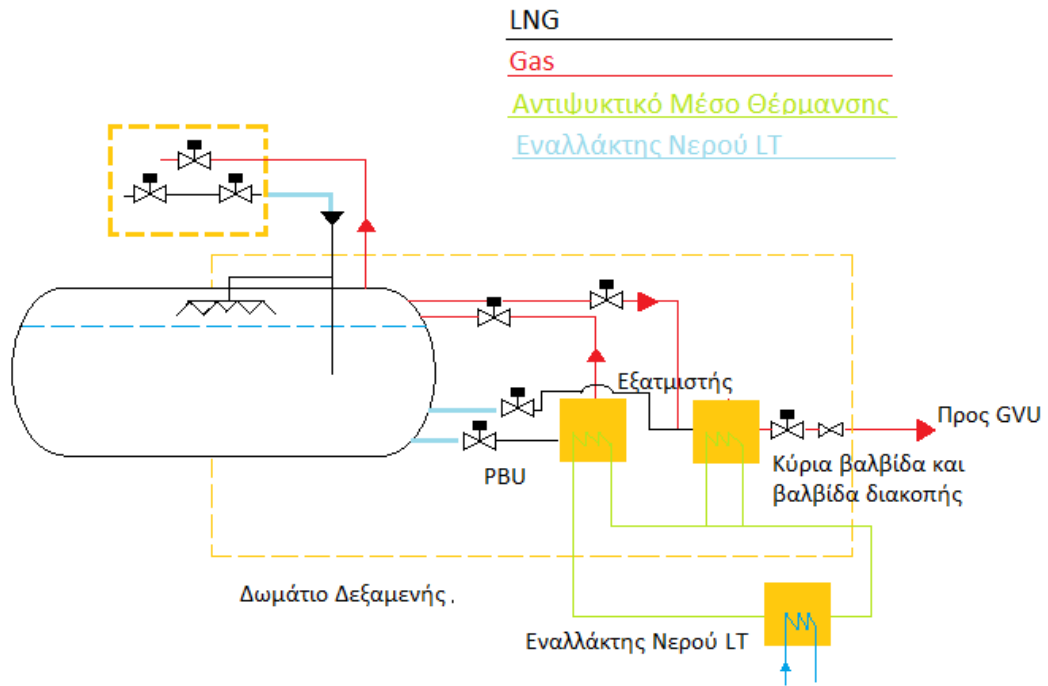 LNG
Gas
Αντιψυκτικό Μέσο Θέρμανσης
Εναλλάκτης Νερού LT
Εξατμιστής
Προς GVU
PBU
Κύρια βαλβίδα και
βαλβίδα διακοπής
Δωμάτιο Δεξαμενής .
Εναλλάκτης Νερού LT